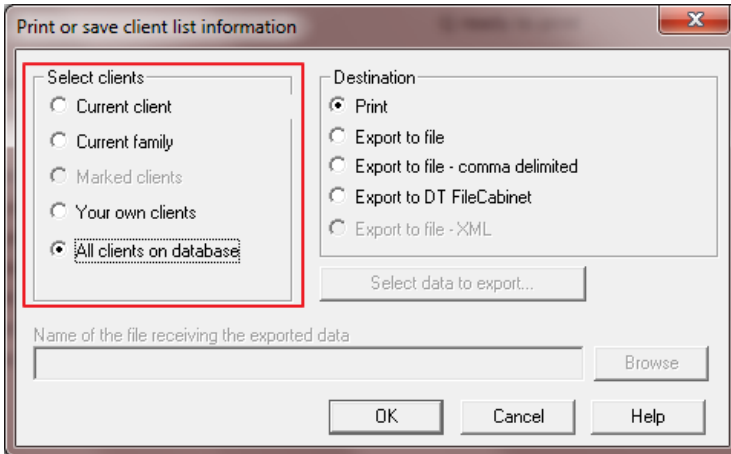 Print or save client list information
Select clients
Current client
Current family
Marked clients
Your own clients
All clients on database
Destination
Print
Export to file
Export to file - comma delimited
Export to DT FileCabinet
Export to file - XML
Select data to export...
Name of the file receiving the exported data
Browse
OK Cancel Help